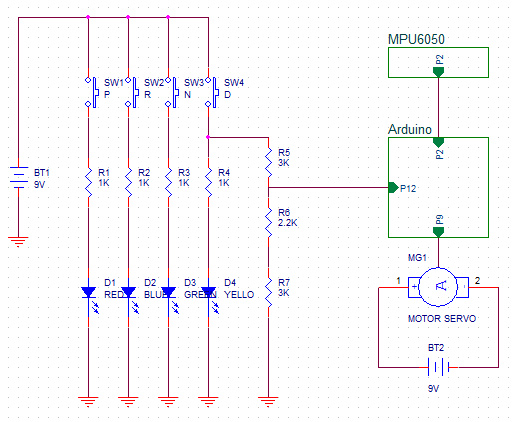 MPU6050
P2
SW1
P
SW2
R
SW3
N
SW4
D
Arduino
P2
R5
3K
BT1
9V
R1
1K
R2
1K
R3
1K
R4
1K
P12
R6
2.2K
P9
MG1
D1
RED
D2
BLUE
D3
GREEN
D4
YELLO
R7
3K
1
+
A
-
2
MOTOR SERVO
BT2
9V